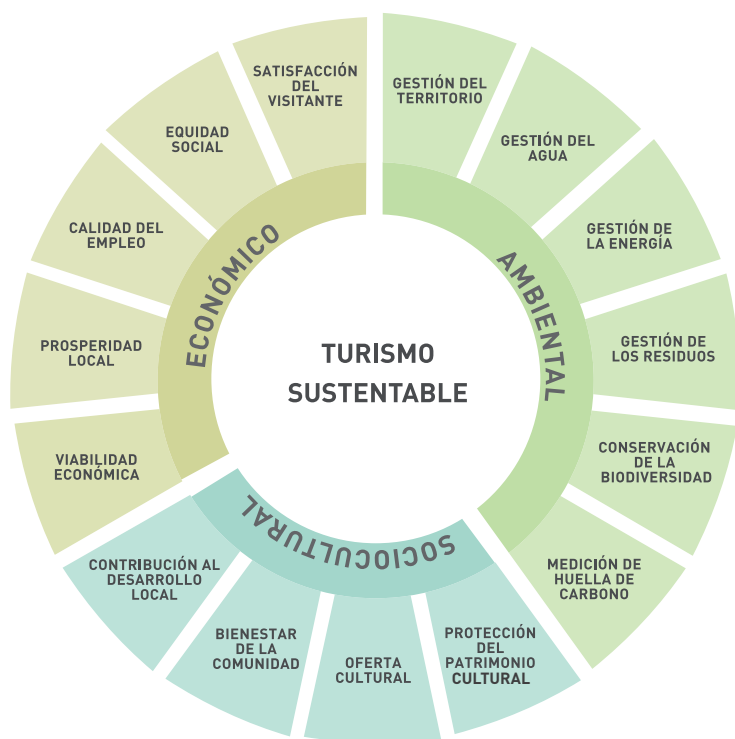 TURISMO
SUSTENTABLE
AMBIENTAL
GESTIÓN DEL
TERRITORIO
GESTIÓN DEL
AGUA
GESTIÓN DE
LA ENERGÍA
GESTIÓN DE
LOS RESIDUOS
CONSERVACIÓN
DE LA
BIODIVERSIDAD
MEDICIÓN DE
HUELLA DE
CARBONO
SOCIOCULTURAL
PROTECCIÓN
DEL
PATRIMONIO
CULTURAL
OFERTA
CULTURAL
BIENESTAR
DE LA
COMUNIDAD
CONTRIBUCIÓN AL
DESARROLLO
LOCAL
ECONÓMICO
VIABILIDAD
ECONÓMICA
PROSPERIDAD
LOCAL
CALIDAD DEL
EMPLEO
EQUIDAD
SOCIAL
SATISFACCIÓN
DEL
VISITANTE